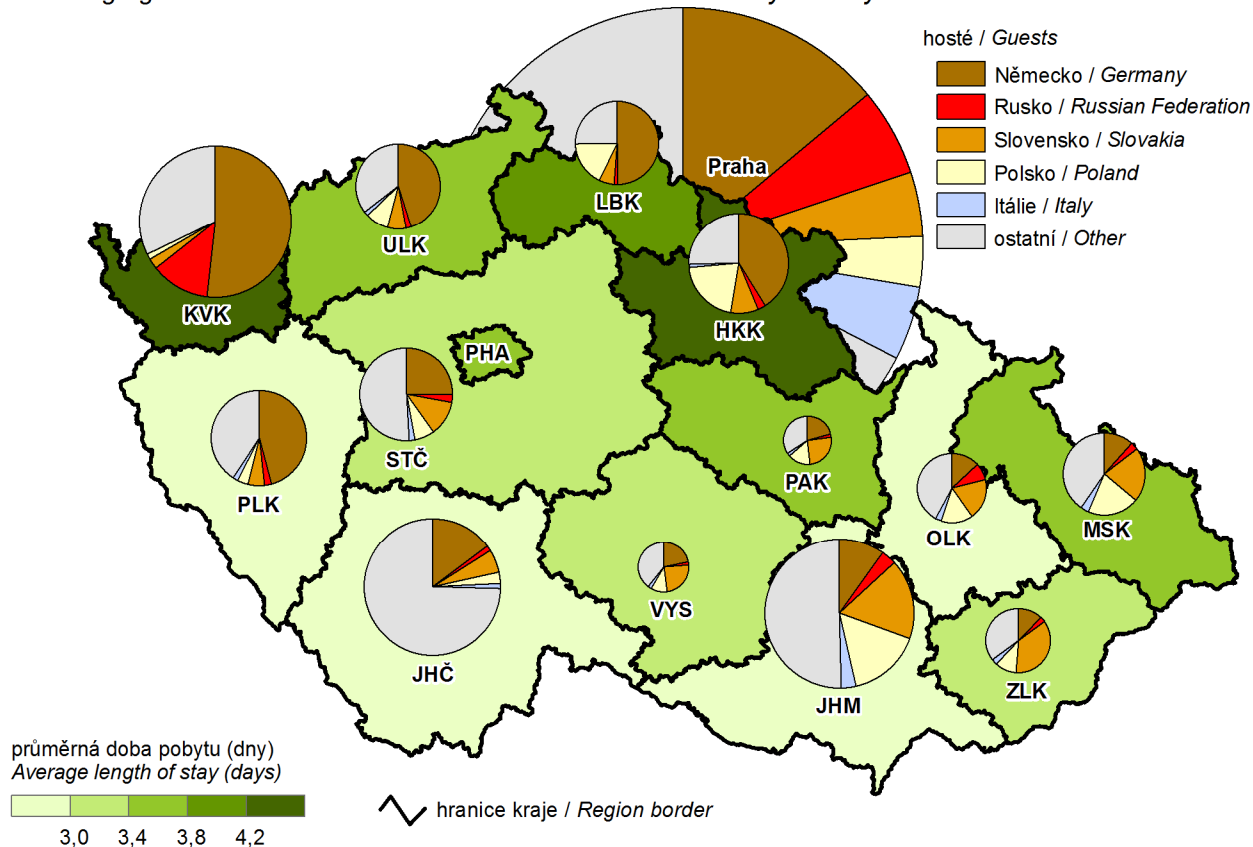 hosté / Guests
Německo / Germany
Rusko / Russian Federation
Slovensko / Slovakia
Polsko / Poland
Itálie / Italy
ostatní / Other
Praha
LBK
ULK
KVK
HKK
PHA
STČ
PLK
PAK
OLK
MSK
VYS
JHČ
JHM
ZLK
průměrná doba pobytu (dny)
Average length of stay (days)
3,0 3,4 3,8 4,2
hranice kraje / Region border